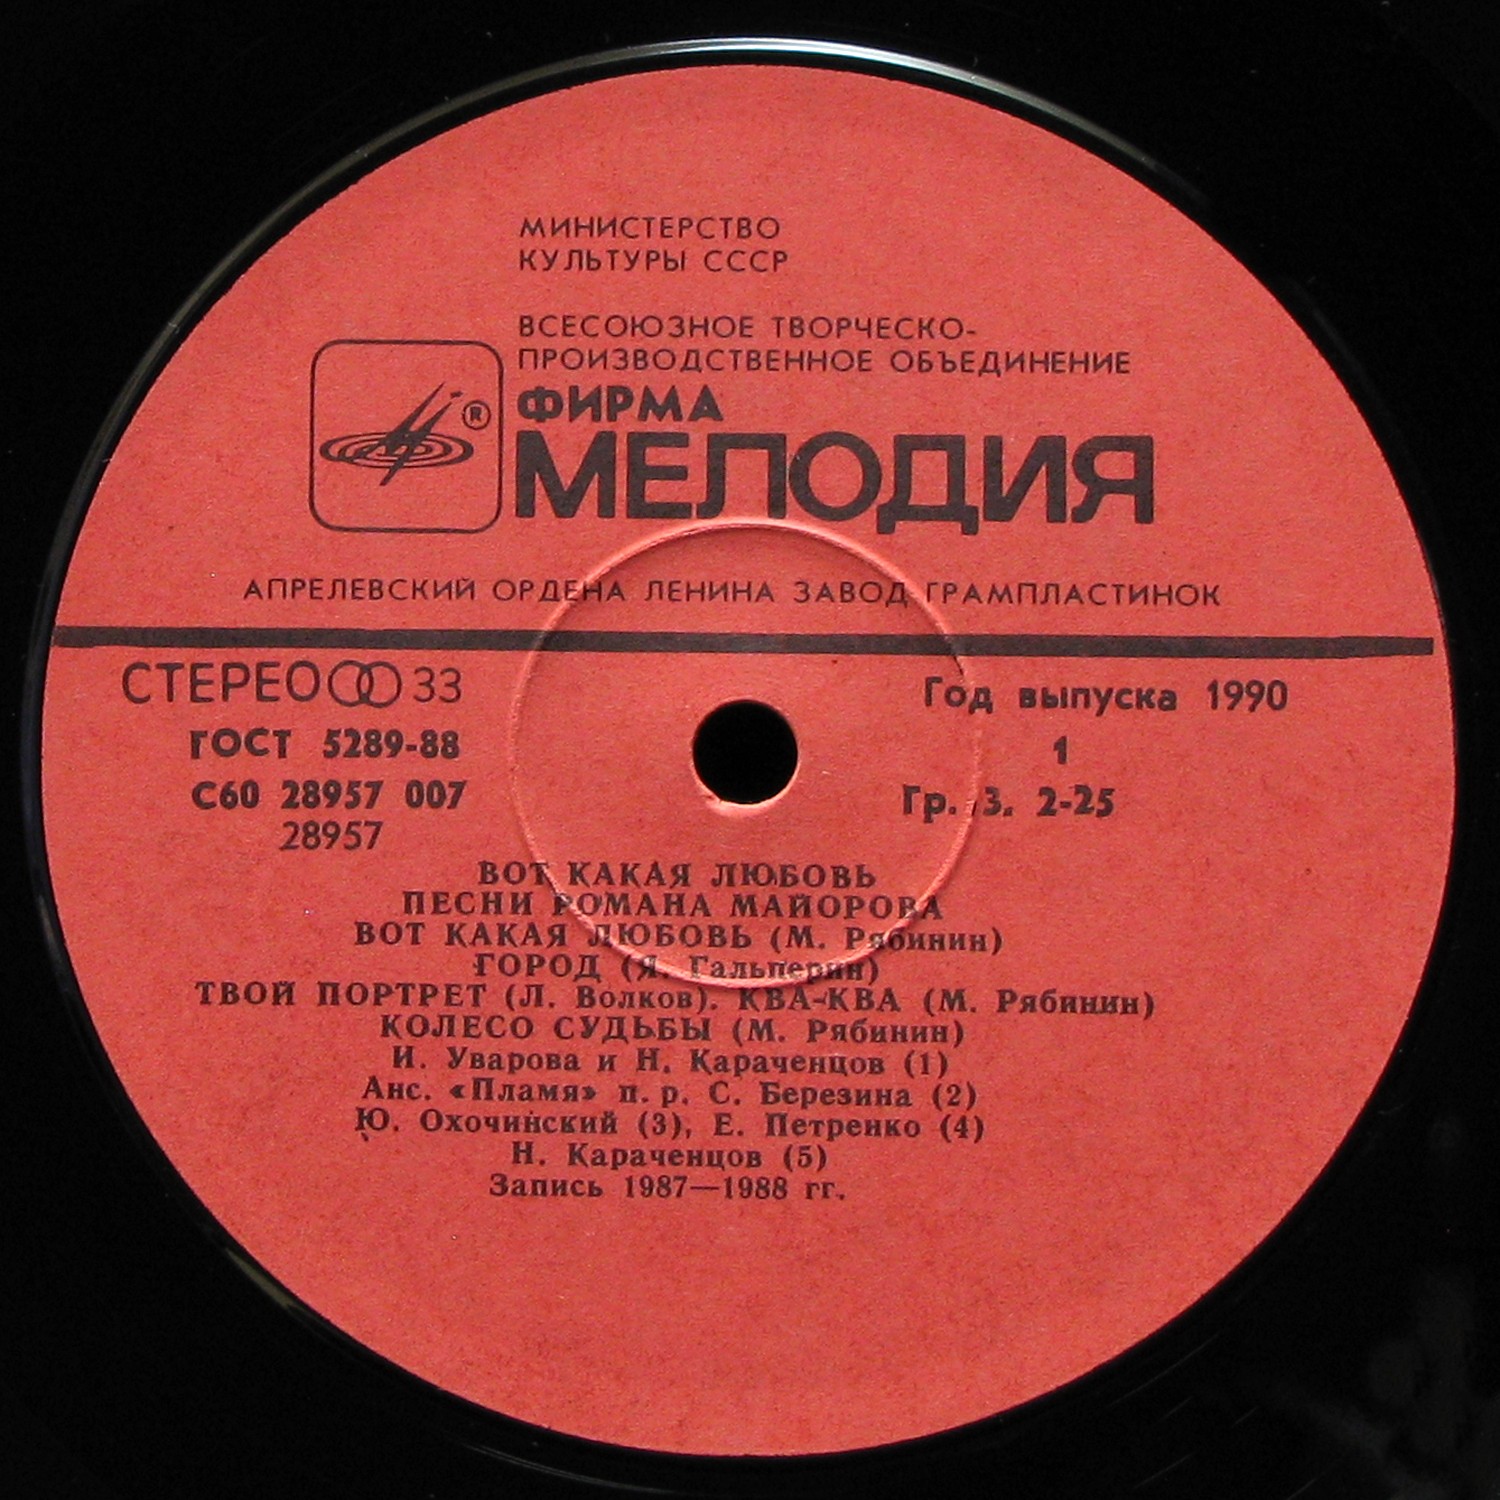 МИНИСТЕРСТВО
КУЛЬТУРЫ СССР
ВСЕСОЮЗНОЕ ТВОРЧЕСКО-
ПРОИЗВОДСТВЕННОЕ ОБЪЕДИНЕНИЕ
®
ФИРМА
МЕЛОДИЯ
АПРЕЛЕВСКИЙ ОРДЕНА ЛЕНИНА ЗАВОД ГРАМПЛАСТИНОК
СТЕРЕО 33
Год выпуска 1990
ГОСТ 5289-88
1
С60 28957 007
Гр. 3. 2-25
28957
ВОТ КАКАЯ ЛЮБОВЬ
ПЕСНИ РОМАНА МАЙОРОВА
ВОТ КАКАЯ ЛЮБОВЬ (М. Рябинин)
ГОРОД (Я. Гальперин)
ТВОЙ ПОРТРЕТ (Л. Волков). КВА-КВА (М. Рябинин)
КОЛЕСО СУДЬБЫ (М. Рябинин)
И. Уварова и Н. Караченцов (1)
Анс. «Пламя» п. р. С. Березина (2)
Ю. Охочинский (3), Е. Петренко (4)
Н. Караченцов (5)
Запись 1987—1988 гг.